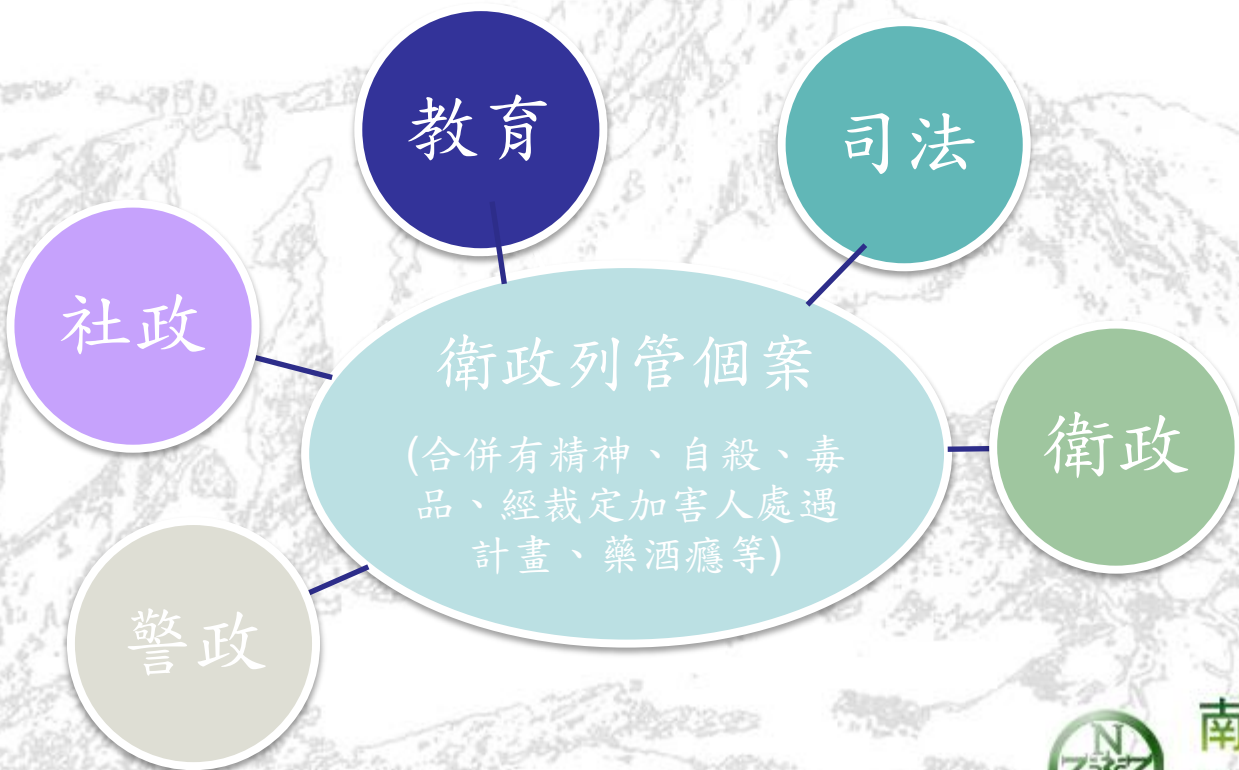 教育
司法
社政
衛政列管個案
(合併有精神、自殺、毒
品、經裁定加害人處遇
計畫、藥酒癮等)
衛政
警政
南
N